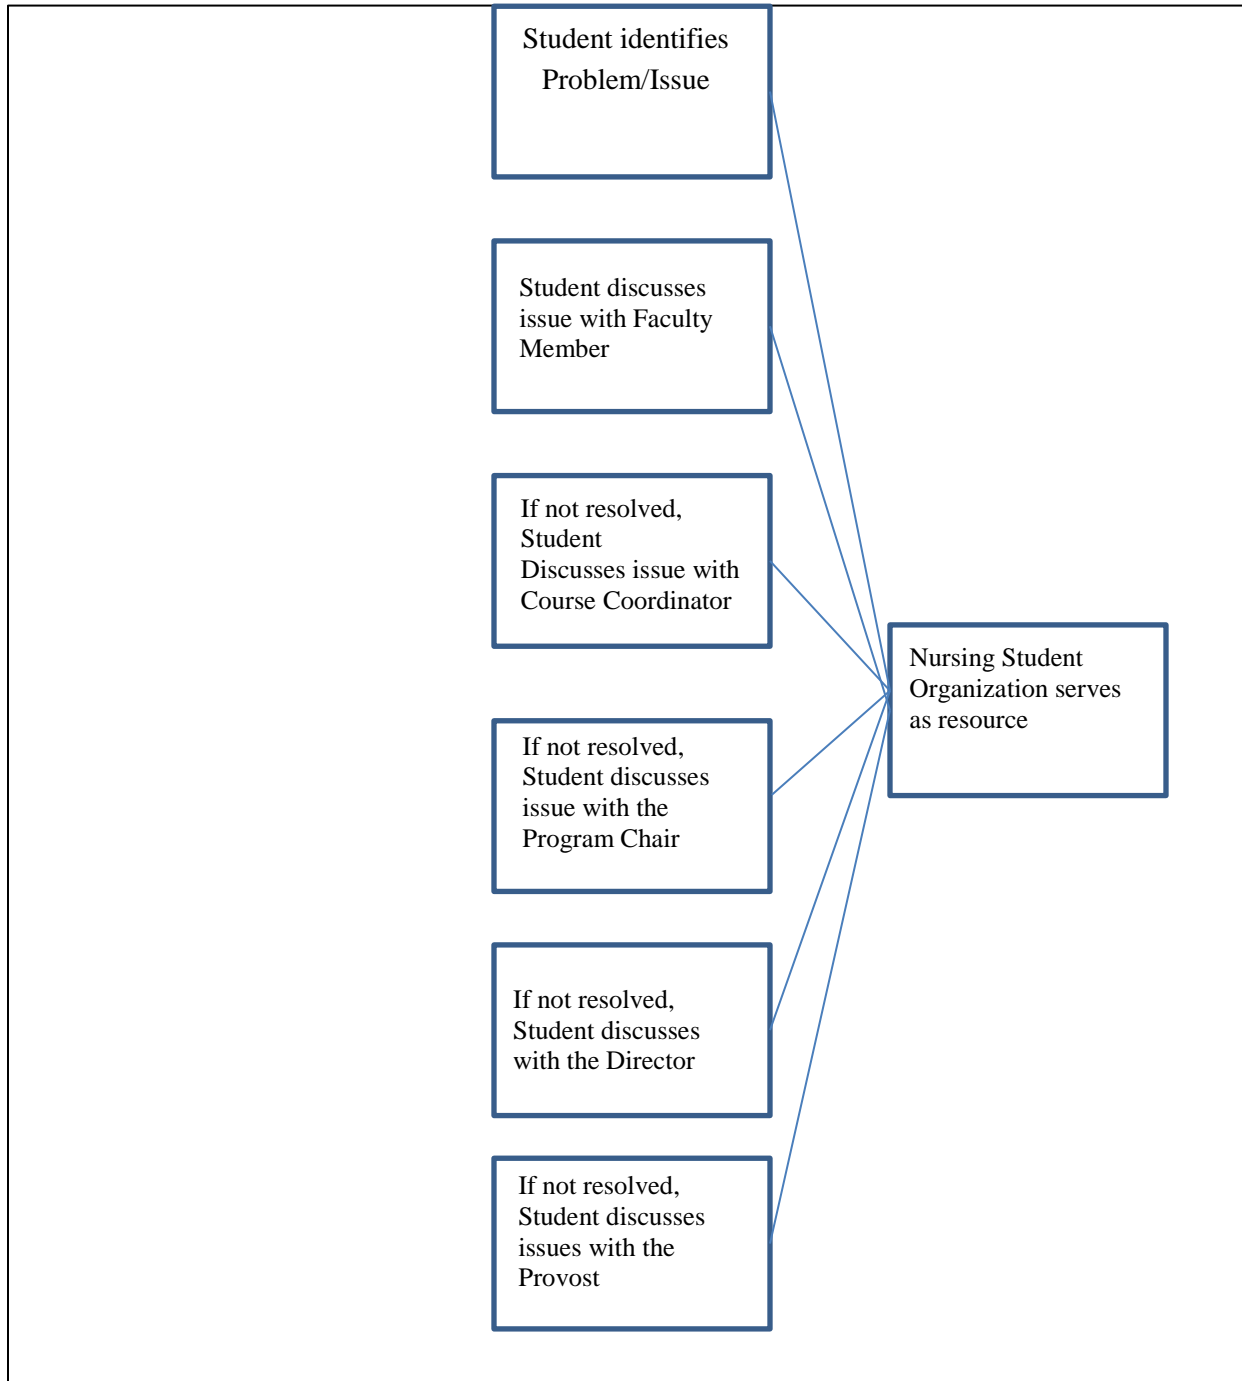 Student identifies
Problem/Issue
Student discusses
issue with Faculty
Member
If not resolved,
Student
Discusses issue with
Course Coordinator
Nursing Student
Organization serves
as resource
If not resolved,
Student discusses
issue with the
Program Chair
If not resolved,
Student discusses
with the Director
If not resolved,
Student discusses
issues with the
Provost